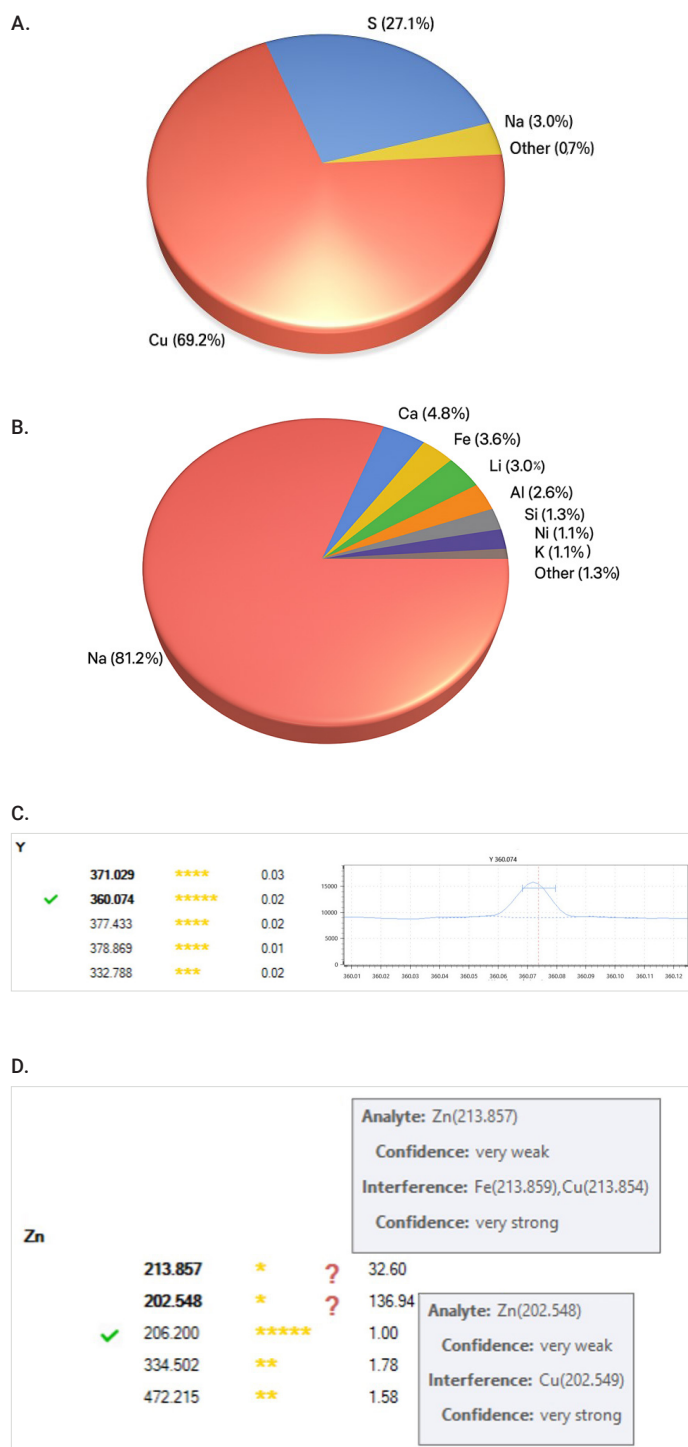 A.
S (27.1%)
Na (3.0%)
Other (0.7%)
Cu (69.2%)
B.
Ca (4.8%)
Fe (3.6%)
Li (3.0%)
Al (2.6%)
Si (1.3%)
Ni (1.1%)
K (1.1%)
Other (1.3%)
Na (81.2%)
C.
Y
371.029 **** 0.03
360.074 ***** 0.02
377.433 **** 0.02
378.869 **** 0.01
332.788 *** 0.02
Y 360.074
15000
10000
5000
0
360.01 360.02 360.03 360.04 360.05 360.06 360.07 360.08 360.09 360.10 360.11 360.12
D.
Analyte: Zn(213.857)
Confidence: very weak
Interference: Fe(213.859),Cu(213.854)
Confidence: very strong
Zn
213.857 * ? 32.60
202.548 * ? 136.94
206.200 ***** 1.00
334.502 ** 1.78
472.215 ** 1.58
Analyte: Zn(202.548)
Confidence: very weak
Interference: Cu(202.549)
Confidence: very strong